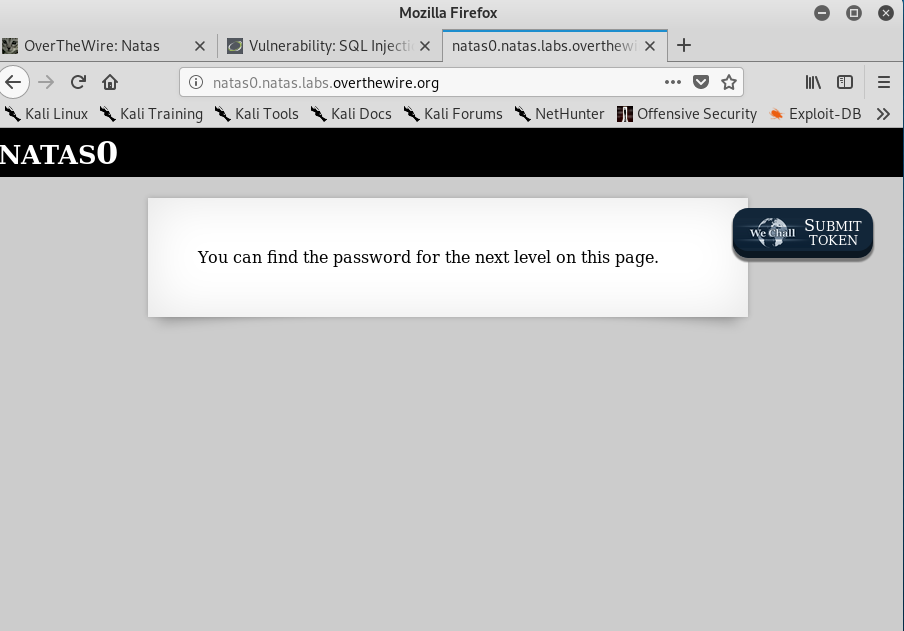 Mozilla Firefox
OverTheWire: Natas
Vulnerability: SQL Injecti
natas0.natas.labs.overthewi
natas0.natas.labs.overthewire.org
Kali Linux Kali Training Kali Tools Kali Docs Kali Forums NetHunter Offensive Security Exploit-DB
NATAS0
You can find the password for the next level on this page.
We Chall
SUBMIT
TOKEN